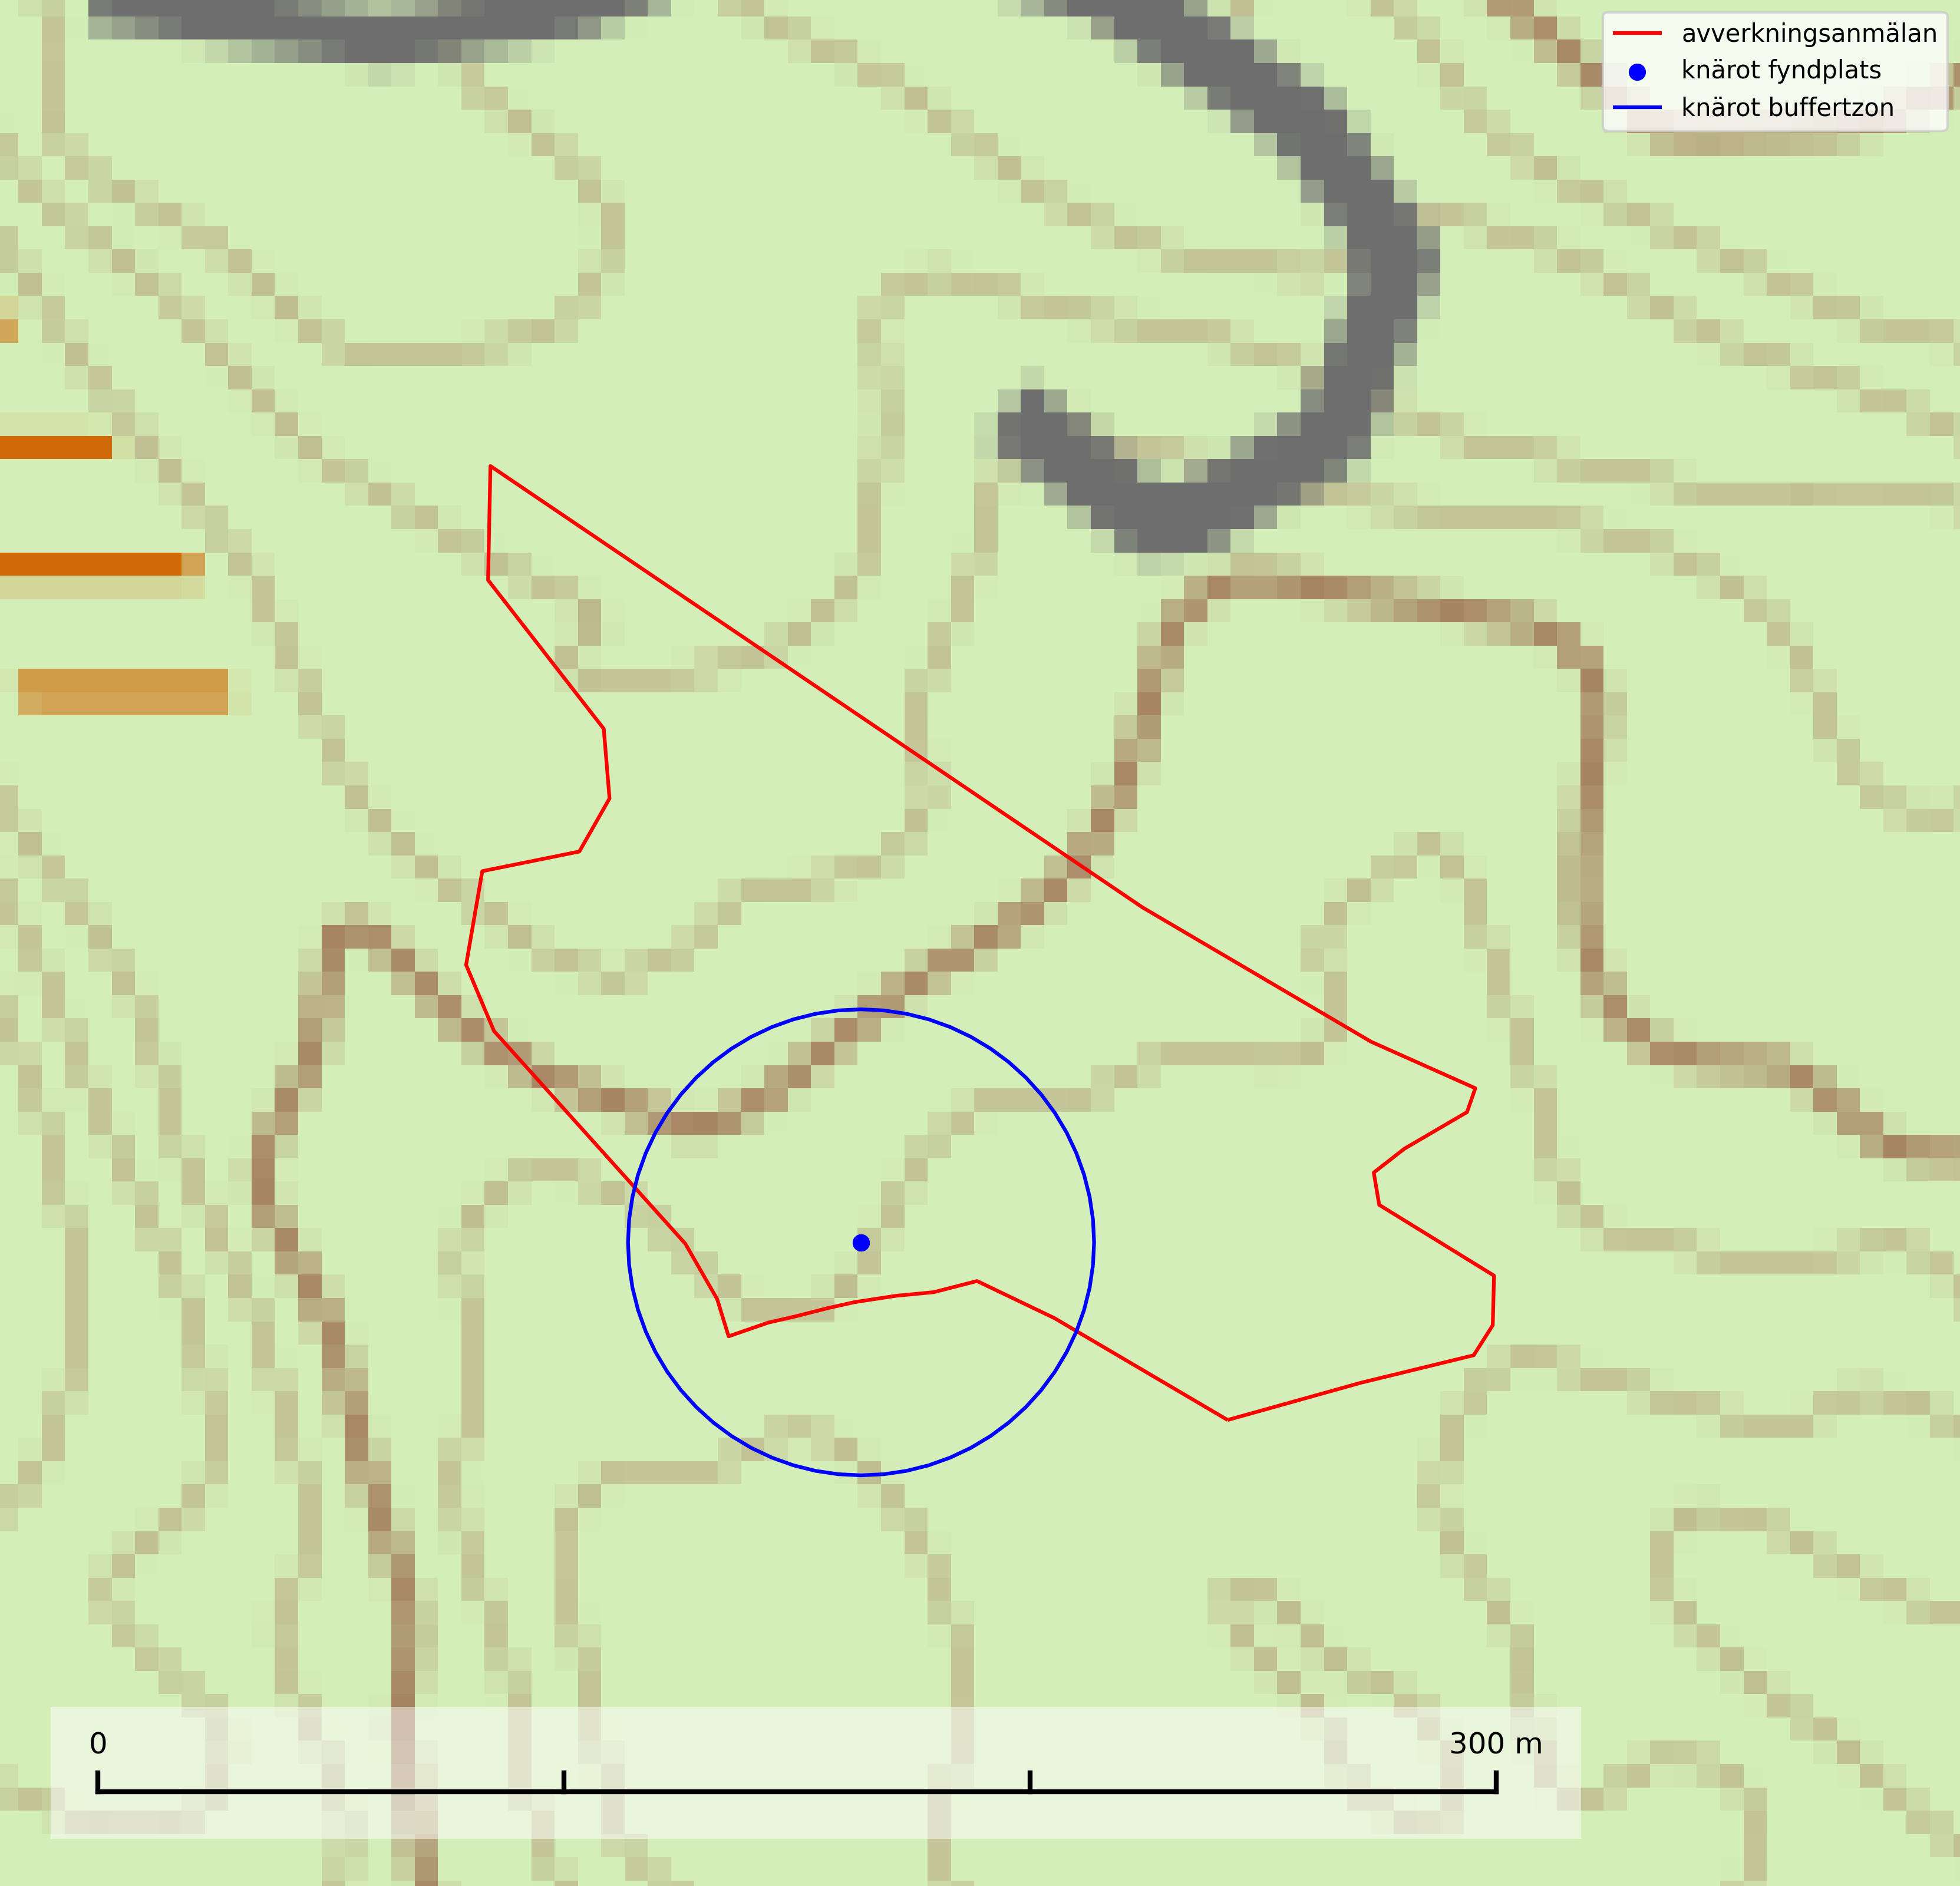 avverkningsanmälan
knärot fyndplats
knärot buffertzon
0
300 m